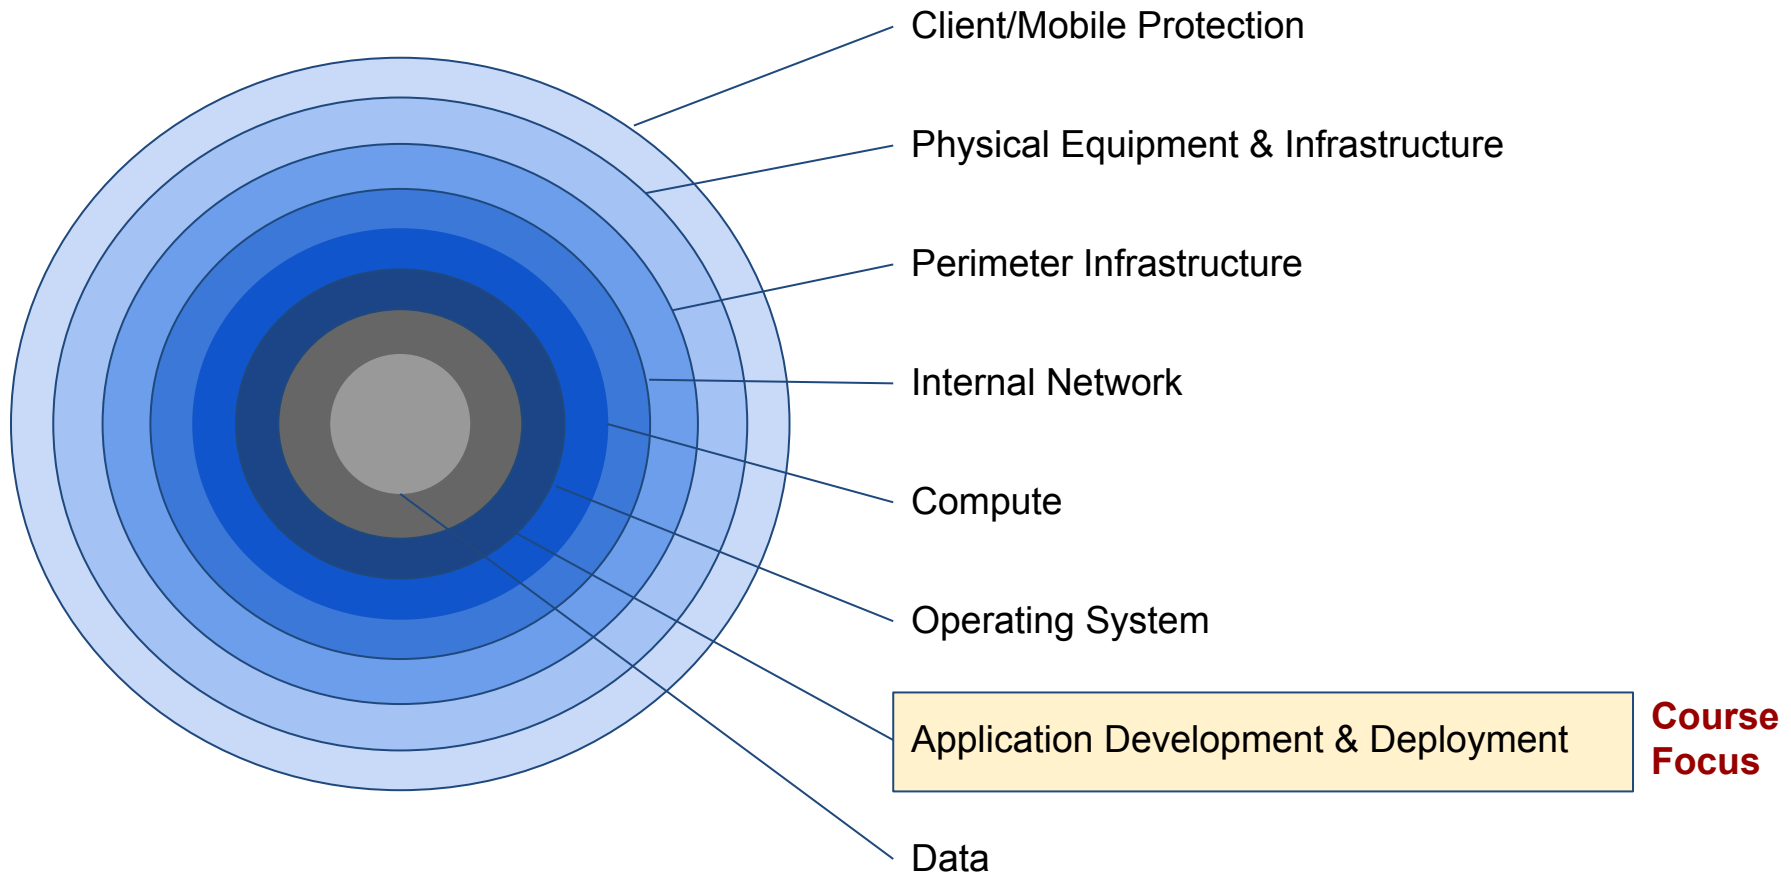 Client/Mobile Protection
Physical Equipment & Infrastructure
Perimeter Infrastructure
Internal Network
Compute
Operating System
Application Development & Deployment
Course
Focus
Data